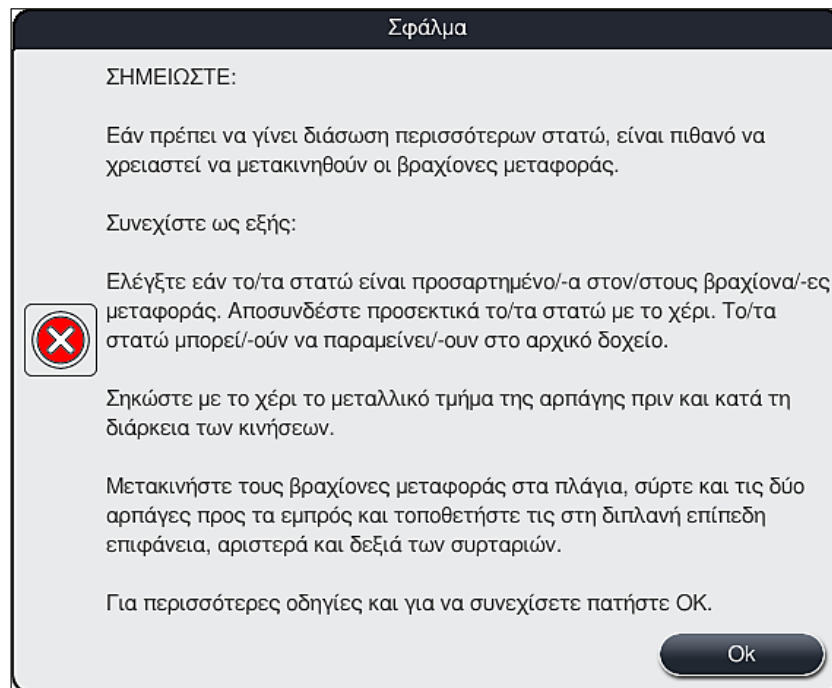 Σφάλμα
ΣΗΜΕΙΩΣΤΕ:
Εάν πρέπει να γίνει διάσωση περισσότερων στατώ, είναι πιθανό να
χρειαστεί να μετακινηθούν οι βραχίονες μεταφοράς.
Συνεχίστε ως εξής:
Ελέγξτε εάν το/τα στατώ είναι προσαρτημένο/-α στον/στους βραχίονα/-ες
μεταφοράς. Αποσυνδέστε προσεκτικά το/τα στατώ με το χέρι. Το/τα
στατώ μπορεί/-ούν να παραμείνει/-ουν στο αρχικό δοχείο.
Σηκώστε με το χέρι το μεταλλικό τμήμα της αρπάγης πριν και κατά τη
διάρκεια των κινήσεων.
Μετακινήστε τους βραχίονες μεταφοράς στα πλάγια, σύρτε και τις δύο
αρπάγες προς τα εμπρός και τοποθετήστε τις στη διπλανή επίπεδη
επιφάνεια, αριστερά και δεξιά των συρταριών.
Για περισσότερες οδηγίες και για να συνεχίσετε πατήστε OK.
Ok